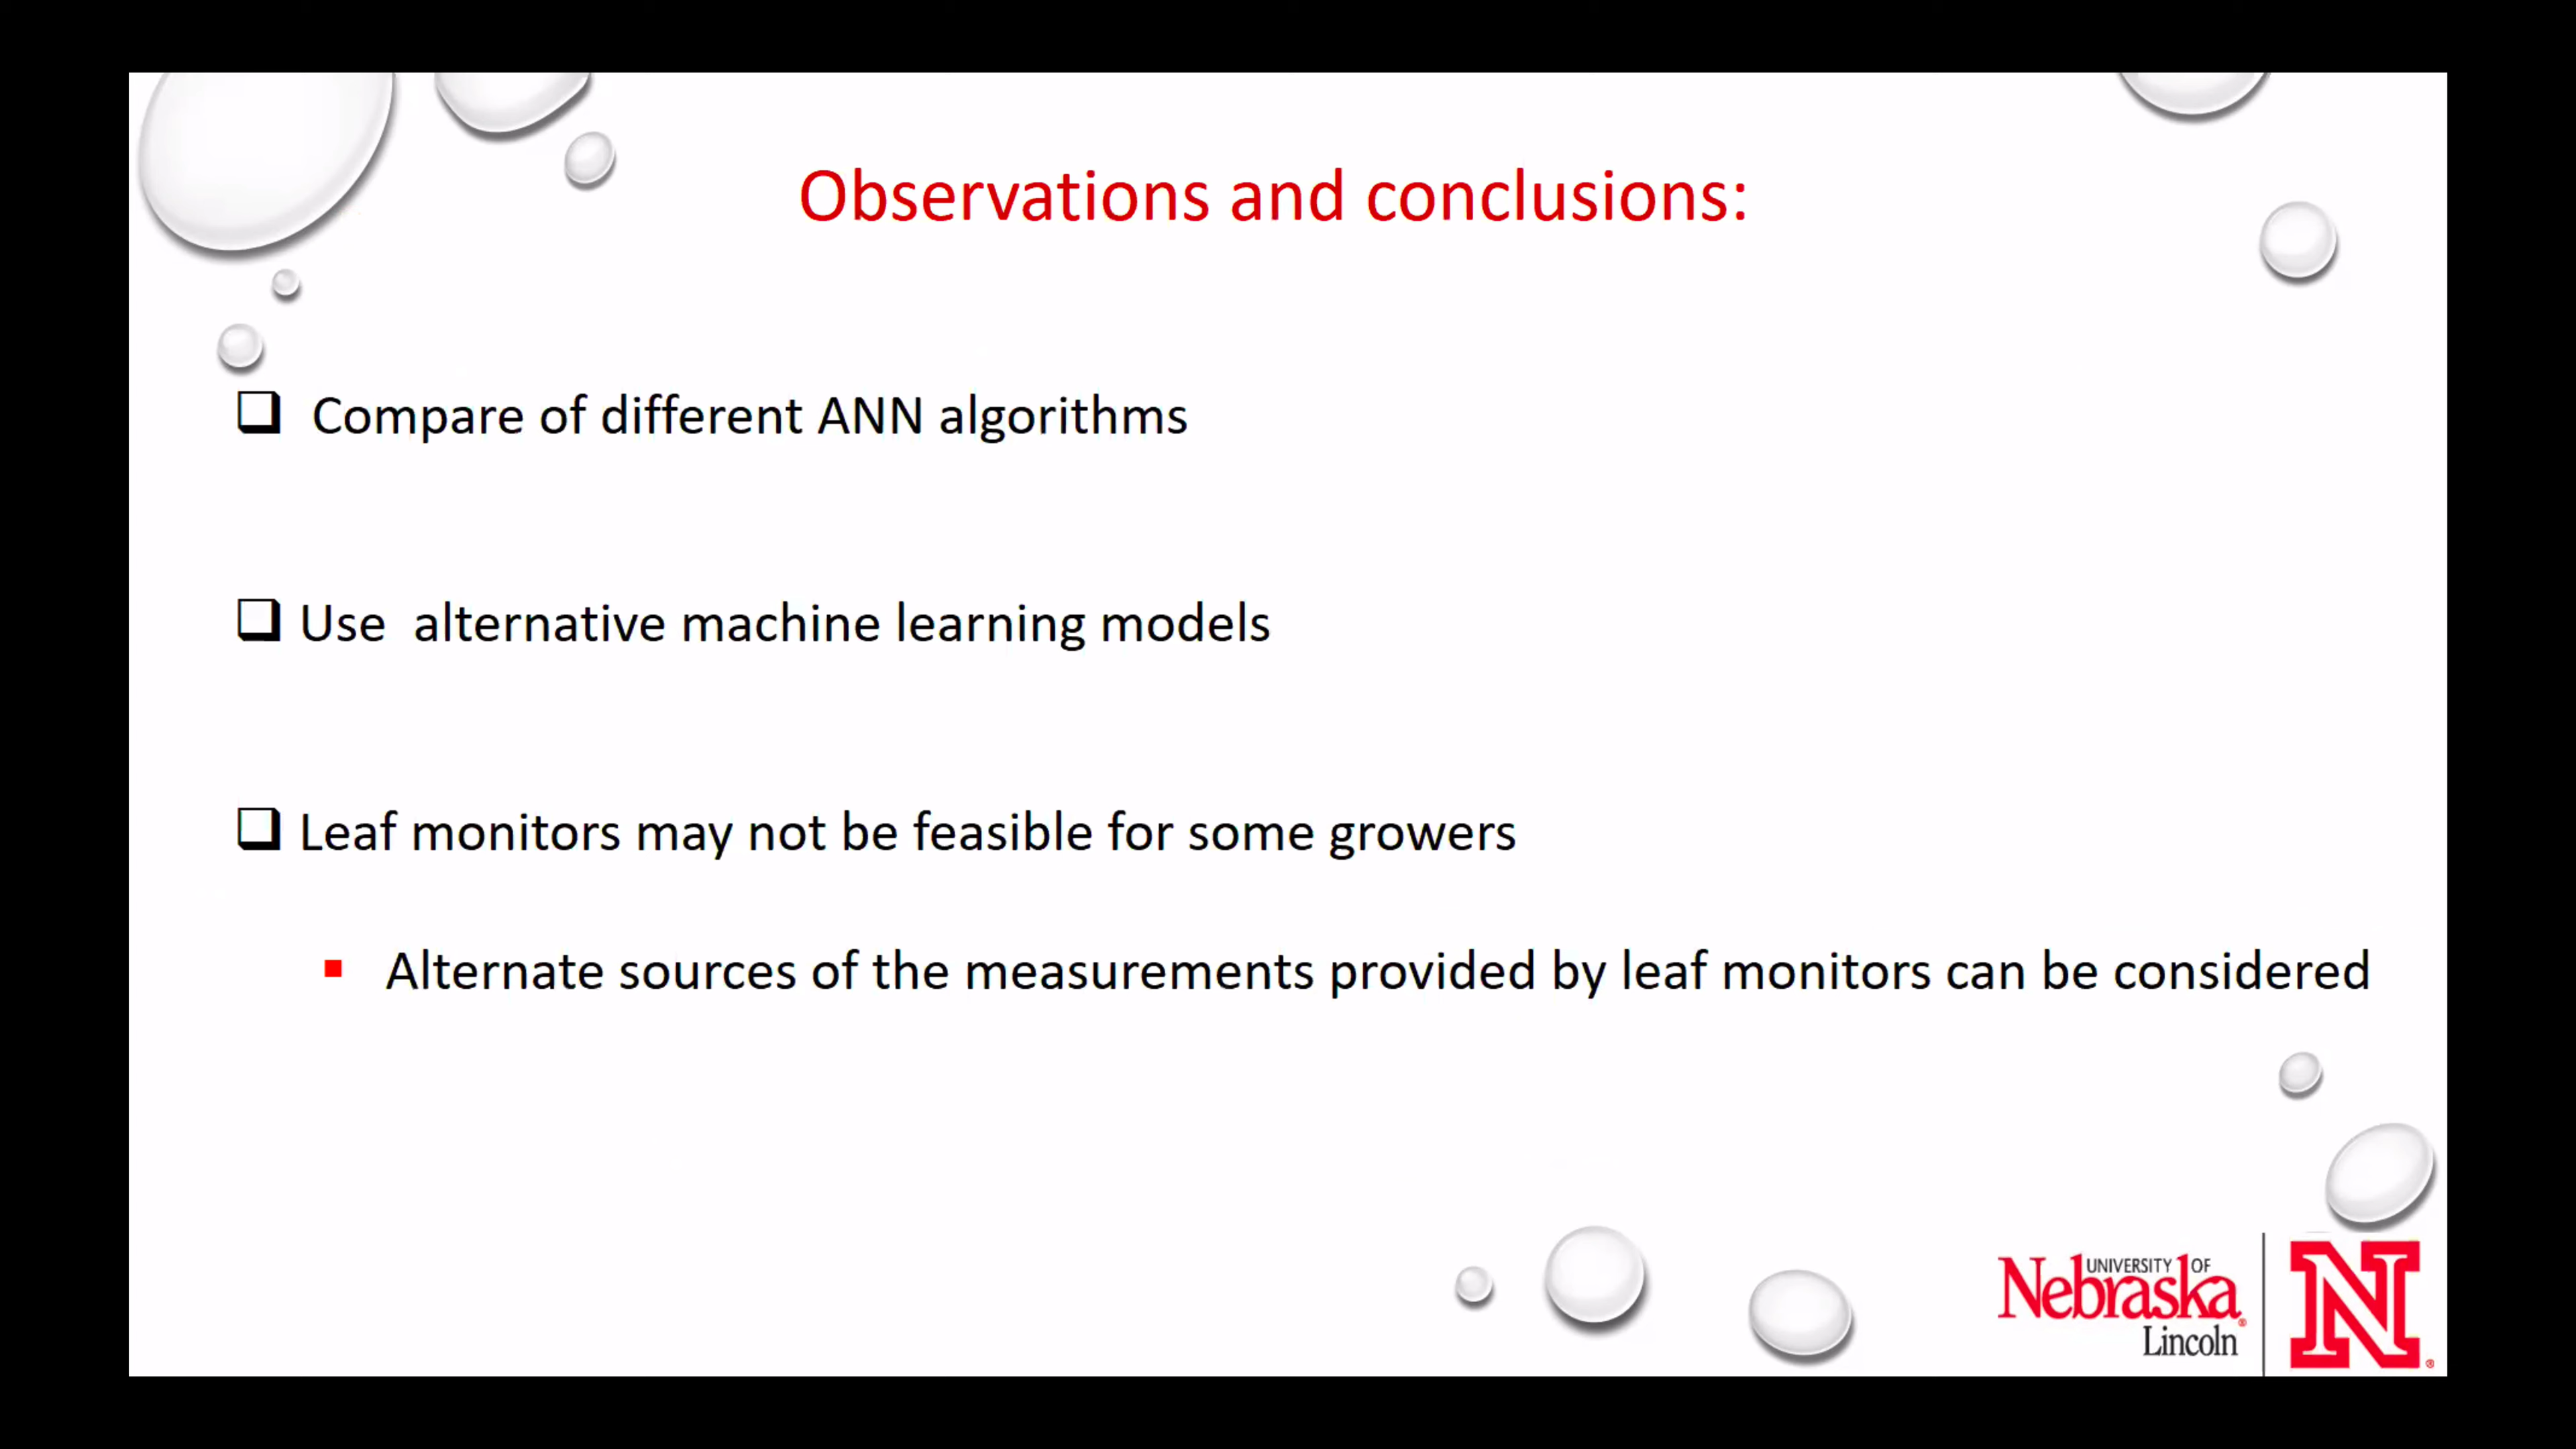 Observations and conclusions:
Compare of different ANN algorithms
Use alternative machine learning models
Leaf monitors may not be feasible for some growers
Alternate sources of the measurements provided by leaf monitors can be considered
UNIVERSITY OF
Nebraska®
Lincoln
N®